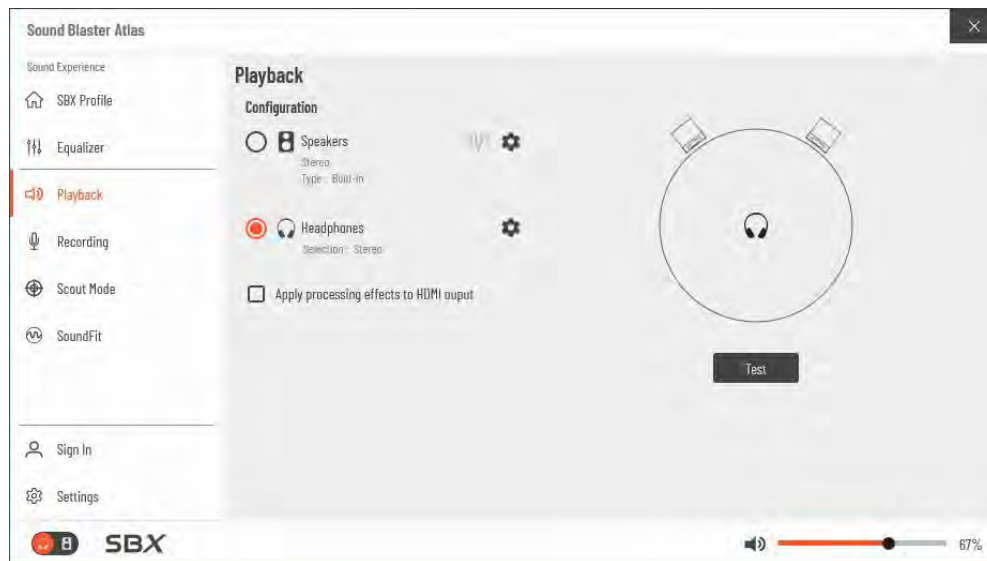 Sound Blaster Atlas
Sound Experience
SBX Profile
Equalizer
Playback
Recording
Scout Mode
SoundFit
Sign In
Settings
Playback
Configuration
Speakers
Stereo
Type : Built-in
Headphones
Selection : Stereo
Apply processing effects to HDMI ouput
Test
SBX
67%